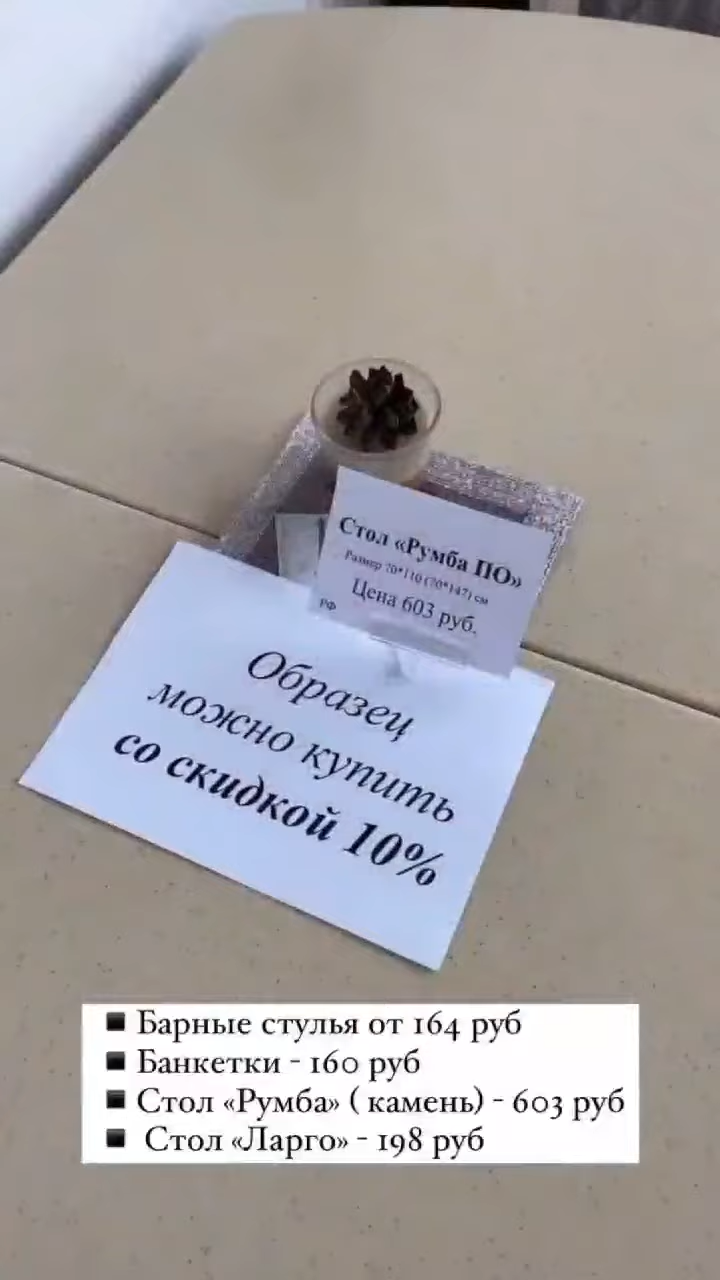 Стол «Румба ПО»
Размер 70*110 (70*147) см
Цена 603 руб.
РФ
Образец
можно купить
со скидкой 10%
▪ Барные стулья от 164 руб
▪ Банкетки - 160 руб
▪ Стол «Румба» ( камень) - 603 руб
▪ Стол «Ларго» - 198 руб